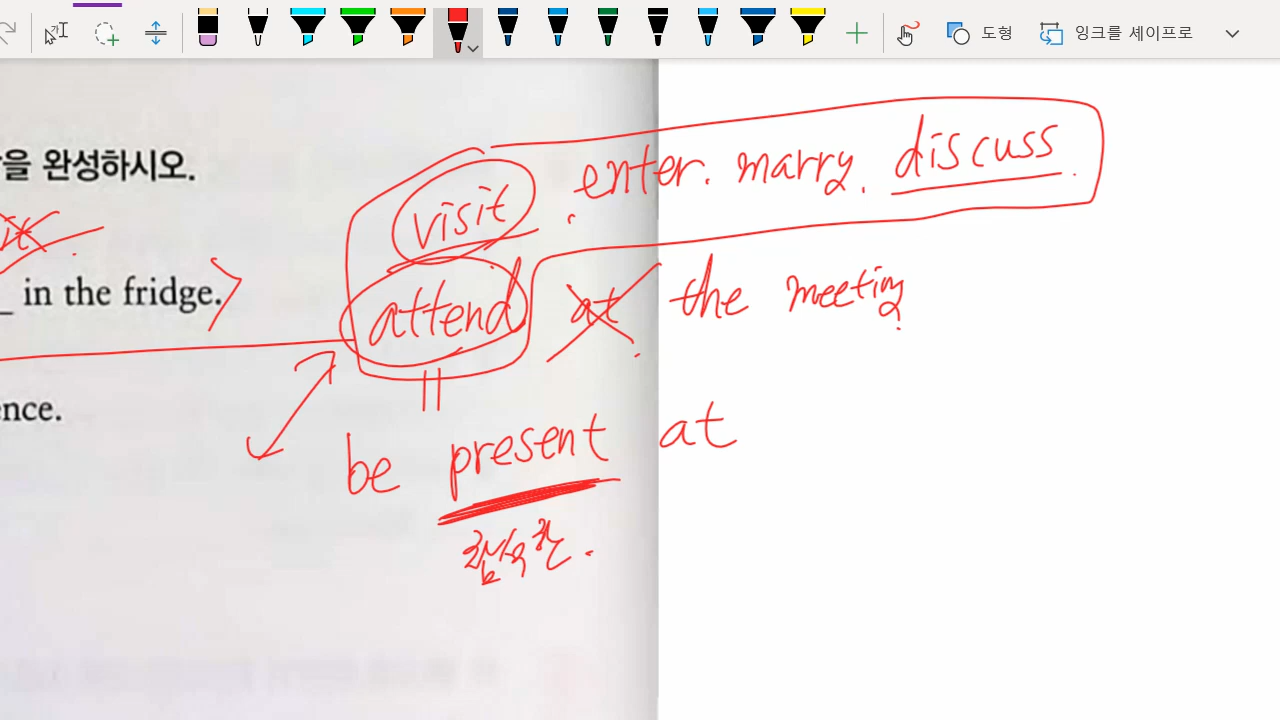 도형 잉크를 셰이프로
을 완성하시오.
visit . enter. marry. discuss.
it
in the fridge.
attend at the meeting.
ence.
be present at
참석한.